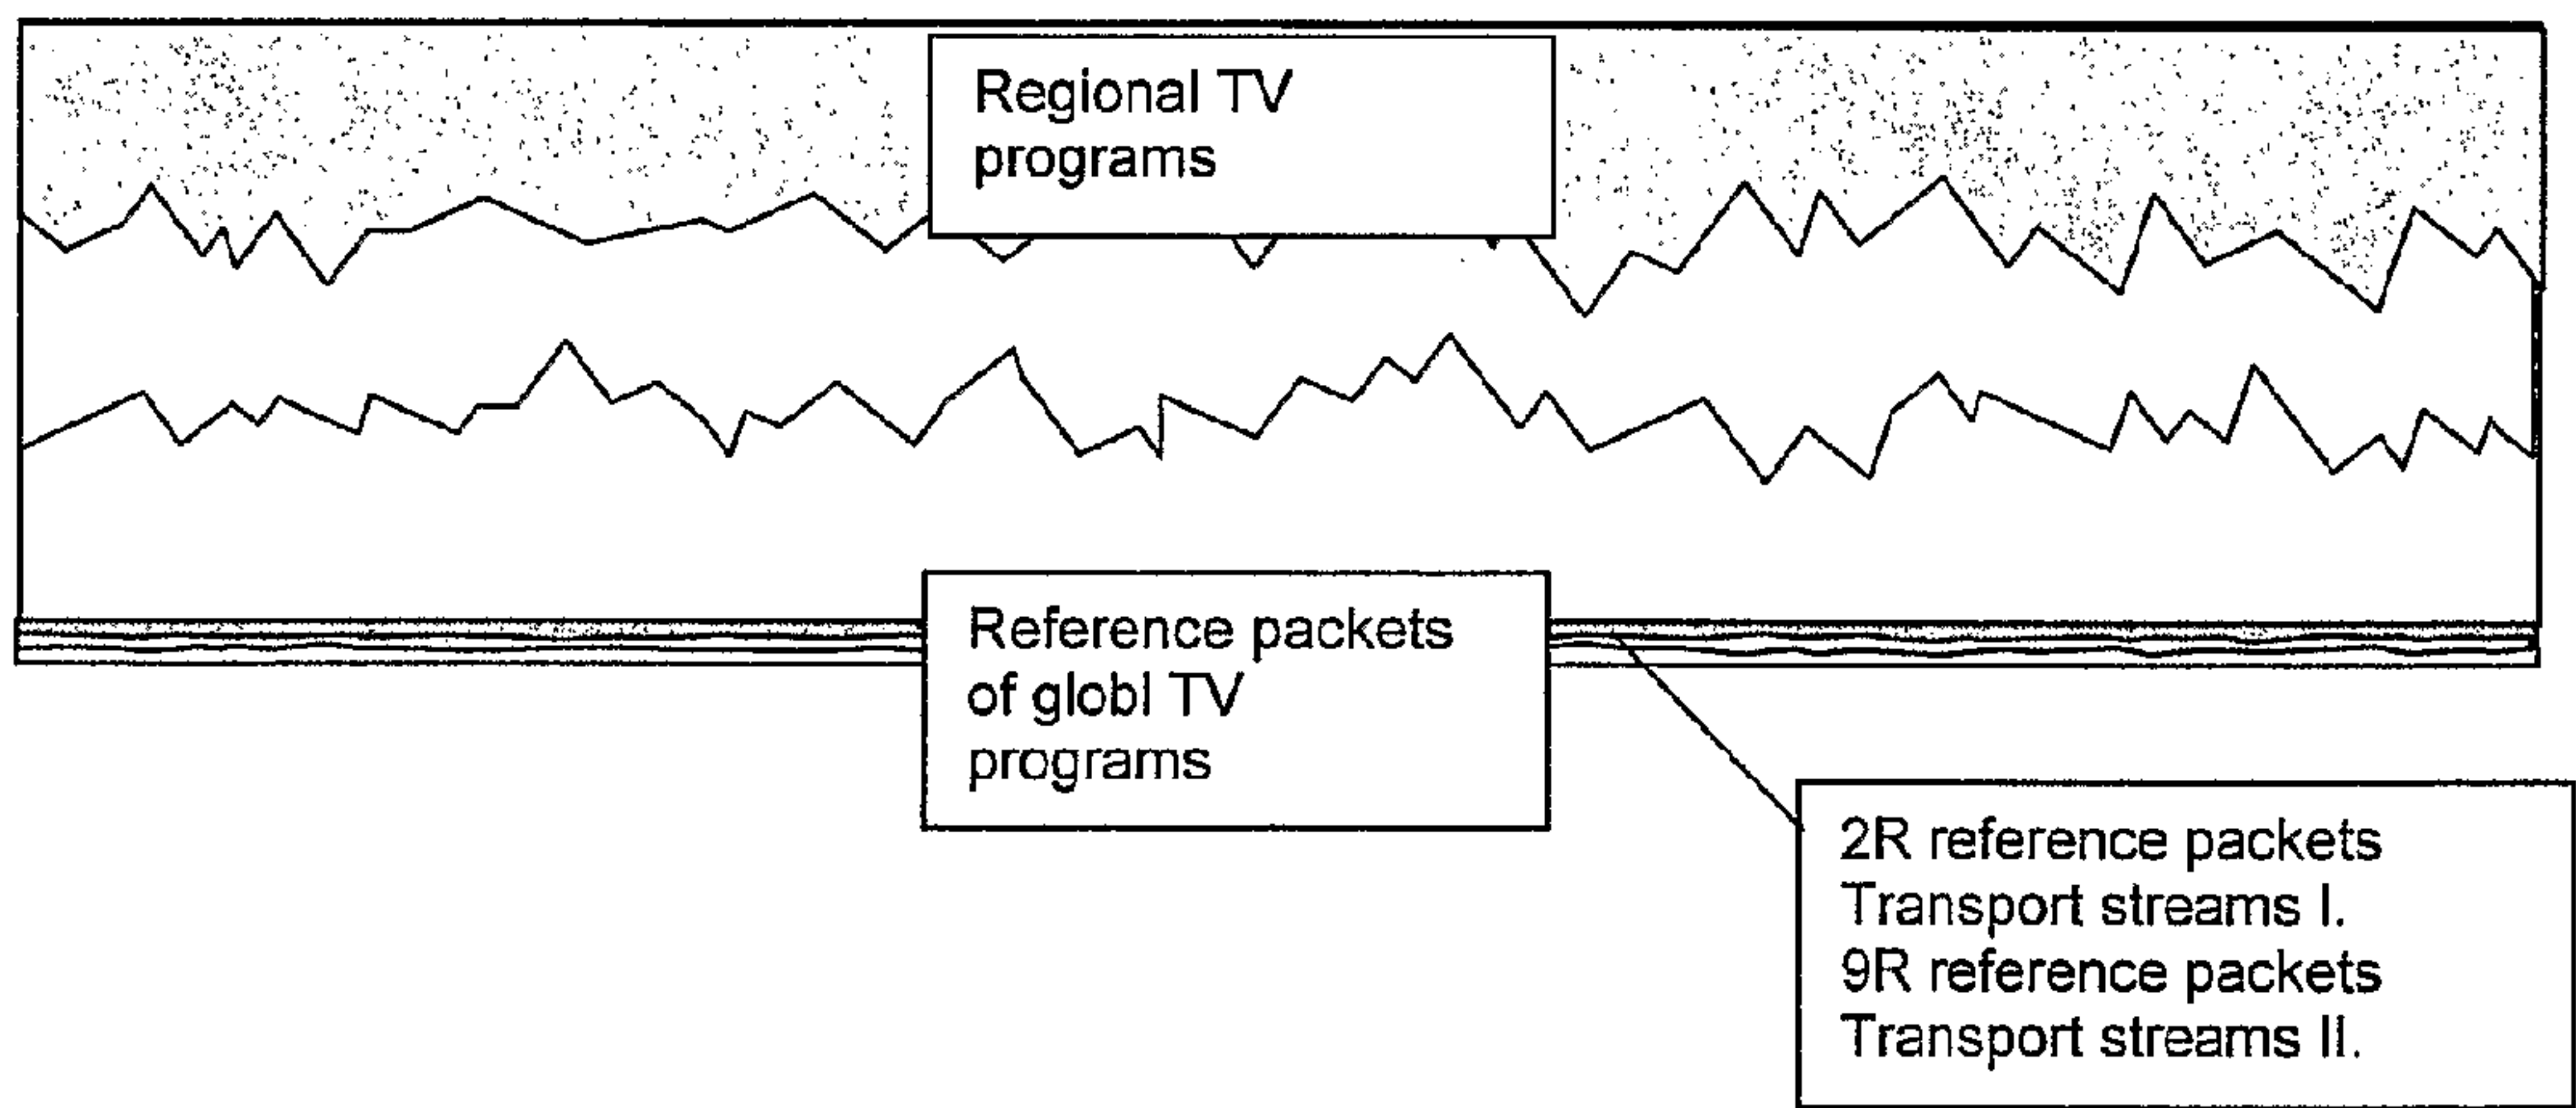 Regional TV
programs
Reference packets
of globl TV
programs
2R reference packets
Transport streams I.
9R reference packets
Transport streams II.